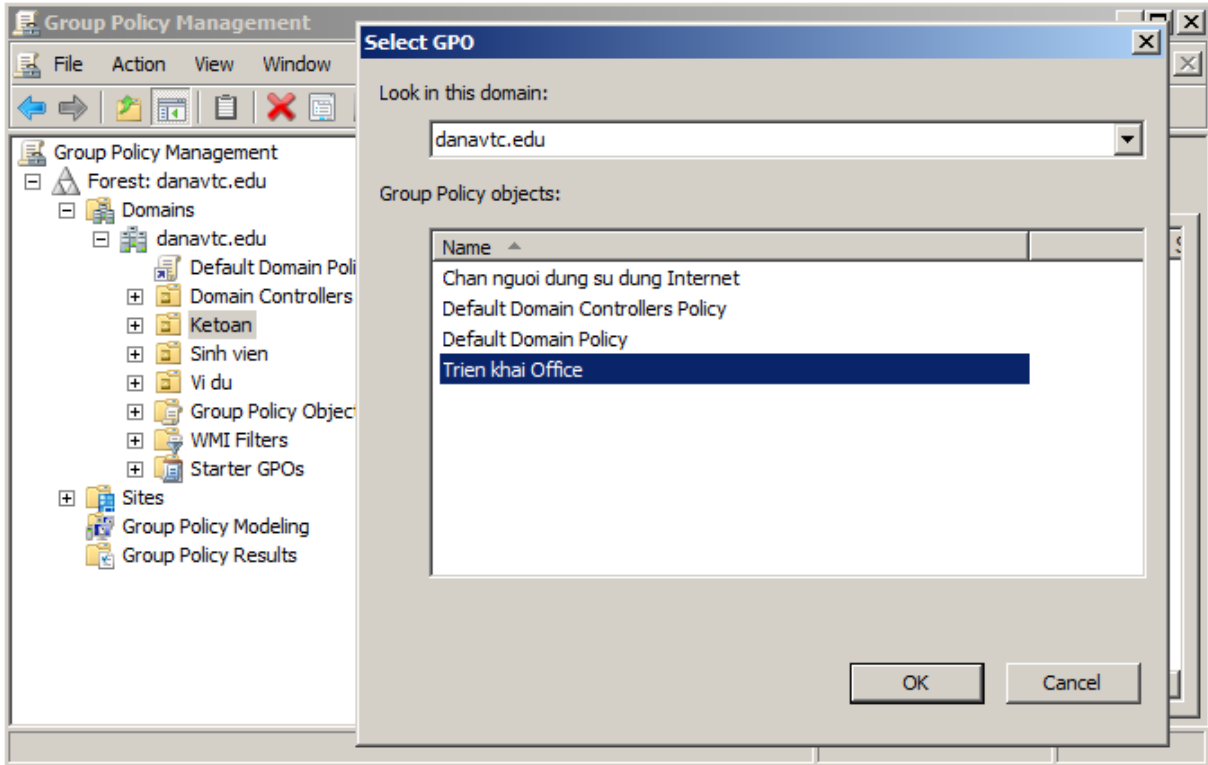 Group Policy Management
File Action View Window
Group Policy Management
Forest: danavtc.edu
Domains
danavtc.edu
Default Domain Poli
Domain Controllers
Ketoan
Sinh vien
Vi du
Group Policy Object
WMI Filters
Starter GPOs
Sites
Group Policy Modeling
Group Policy Results
Select GPO
Look in this domain:
danavtc.edu
Group Policy objects:
Name
Chan nguoi dung su dung Internet
Default Domain Controllers Policy
Default Domain Policy
Trien khai Office
OK Cancel